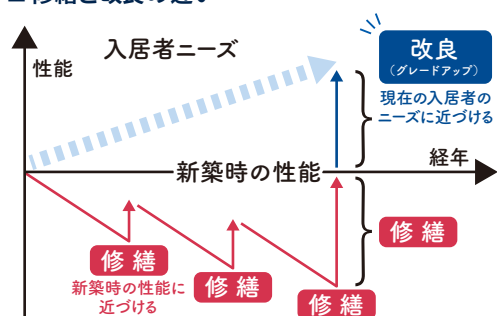 ■修繕と改良の違い
性能
入居者ニーズ
改良
（グレードアップ）
現在の入居者の
ニーズに近づける
新築時の性能
経年
修繕
修繕
新築時の性能に
近づける
修繕
修繕